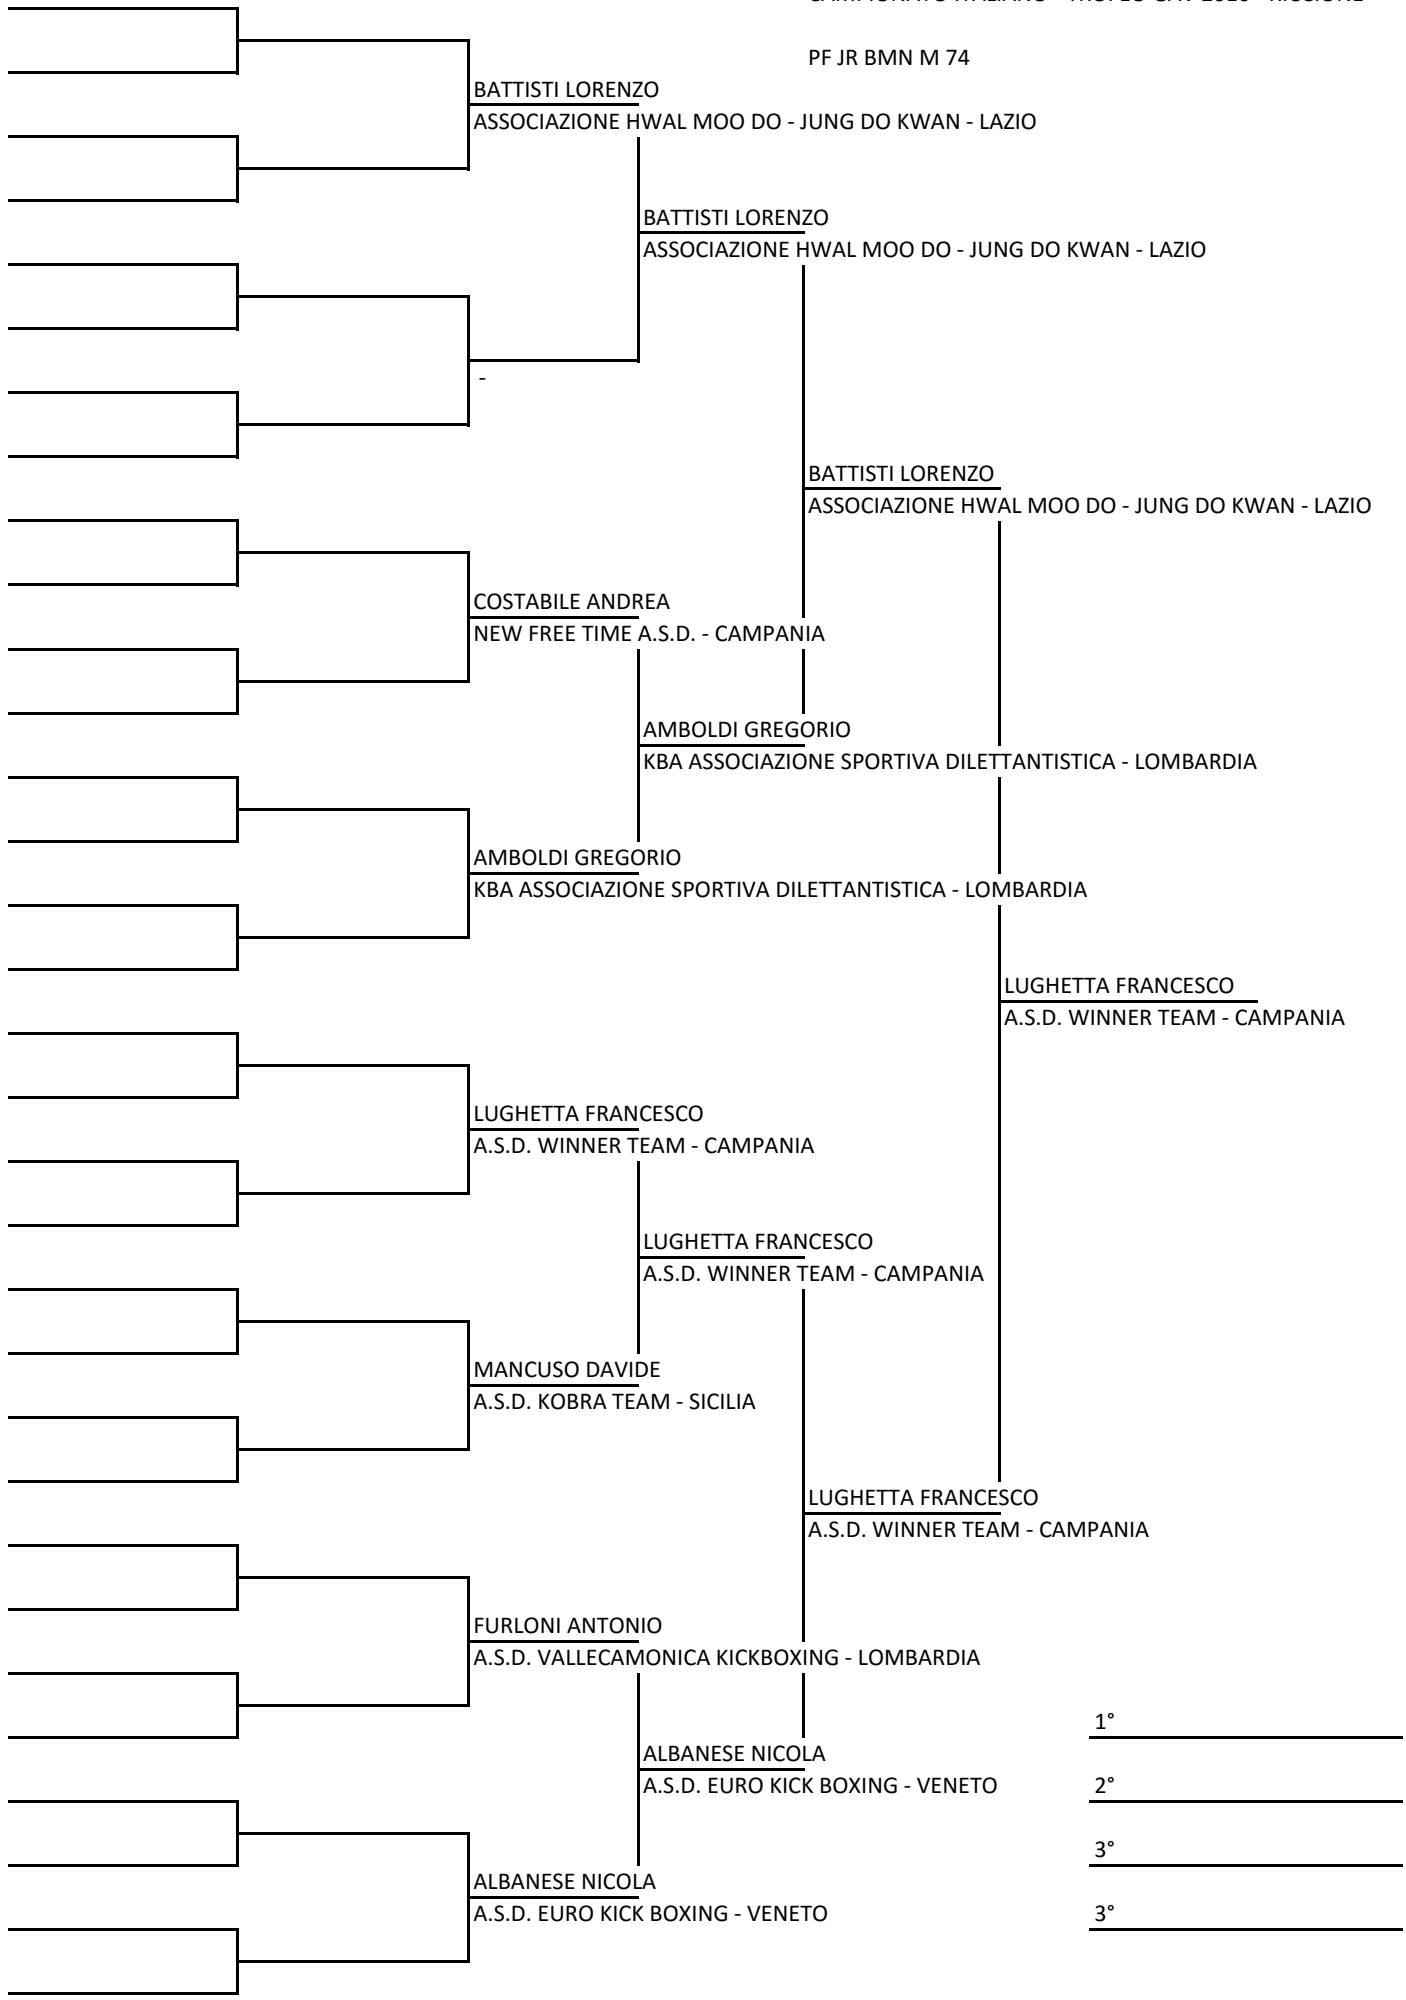 PF JR BMN M 74
BATTISTI LORENZO
ASSOCIAZIONE HWAL MOO DO - JUNG DO KWAN - LAZIO
BATTISTI LORENZO
ASSOCIAZIONE HWAL MOO DO - JUNG DO KWAN - LAZIO
-
BATTISTI LORENZO
ASSOCIAZIONE HWAL MOO DO - JUNG DO KWAN - LAZIO
COSTABILE ANDREA
NEW FREE TIME A.S.D. - CAMPANIA
AMBOLDI GREGORIO
KBA ASSOCIAZIONE SPORTIVA DILETTANTISTICA - LOMBARDIA
AMBOLDI GREGORIO
KBA ASSOCIAZIONE SPORTIVA DILETTANTISTICA - LOMBARDIA
LUGHETTA FRANCESCO
A.S.D. WINNER TEAM - CAMPANIA
LUGHETTA FRANCESCO
A.S.D. WINNER TEAM - CAMPANIA
LUGHETTA FRANCESCO
A.S.D. WINNER TEAM - CAMPANIA
MANCUSO DAVIDE
A.S.D. KOBRA TEAM - SICILIA
LUGHETTA FRANCESCO
A.S.D. WINNER TEAM - CAMPANIA
FURLONI ANTONIO
A.S.D. VALLECAMONICA KICKBOXING - LOMBARDIA
1°
ALBANESE NICOLA
A.S.D. EURO KICK BOXING - VENETO
2°
3°
ALBANESE NICOLA
A.S.D. EURO KICK BOXING - VENETO
3°